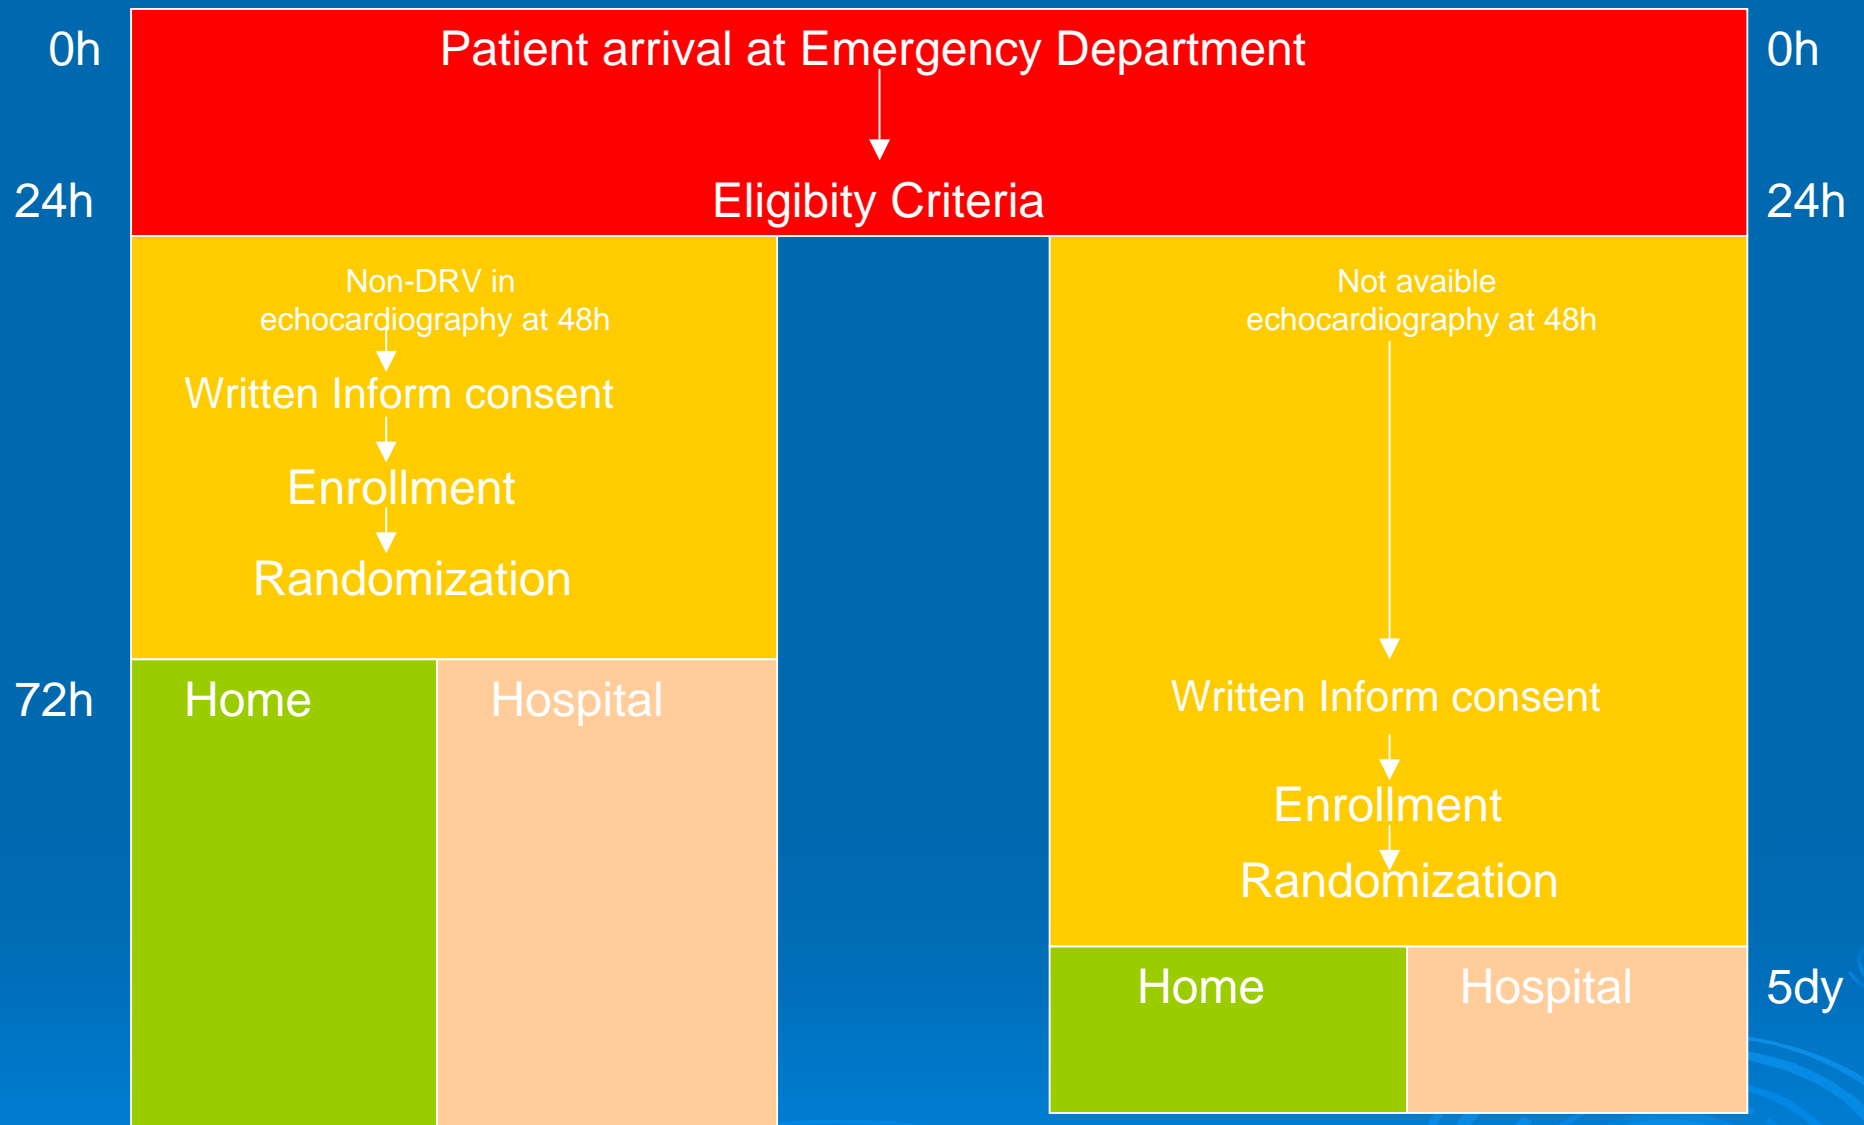 0h
Patient arrival at Emergency Department
0h
24h
Eligibity Criteria
24h
Non-DRV in
echocardiography at 48h
Written Inform consent
Enrollment
Randomization
72h
Home
Hospital
Not avaible
echocardiography at 48h
Written Inform consent
Enrollment
Randomization
Home
Hospital
5dy